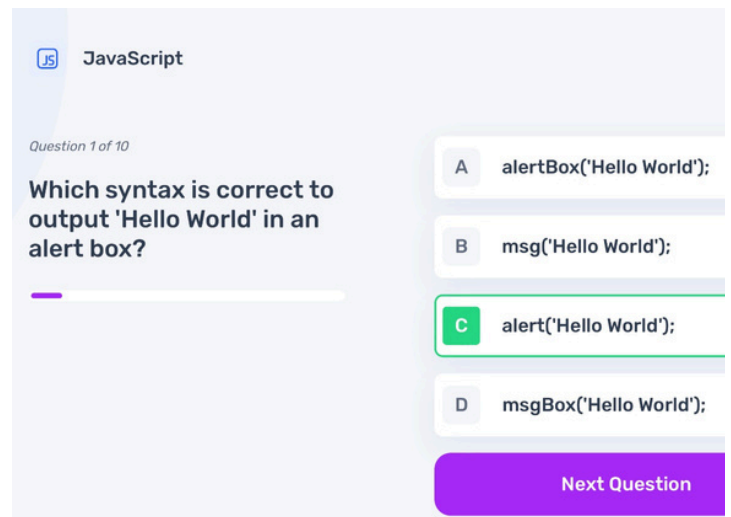 JS
JavaScript
Question 1 of 10
Which syntax is correct to
output 'Hello World' in an
alert box?
A
alertBox('Hello World');
B
msg('Hello World');
C
alert('Hello World');
D
msgBox('Hello World');
Next Question